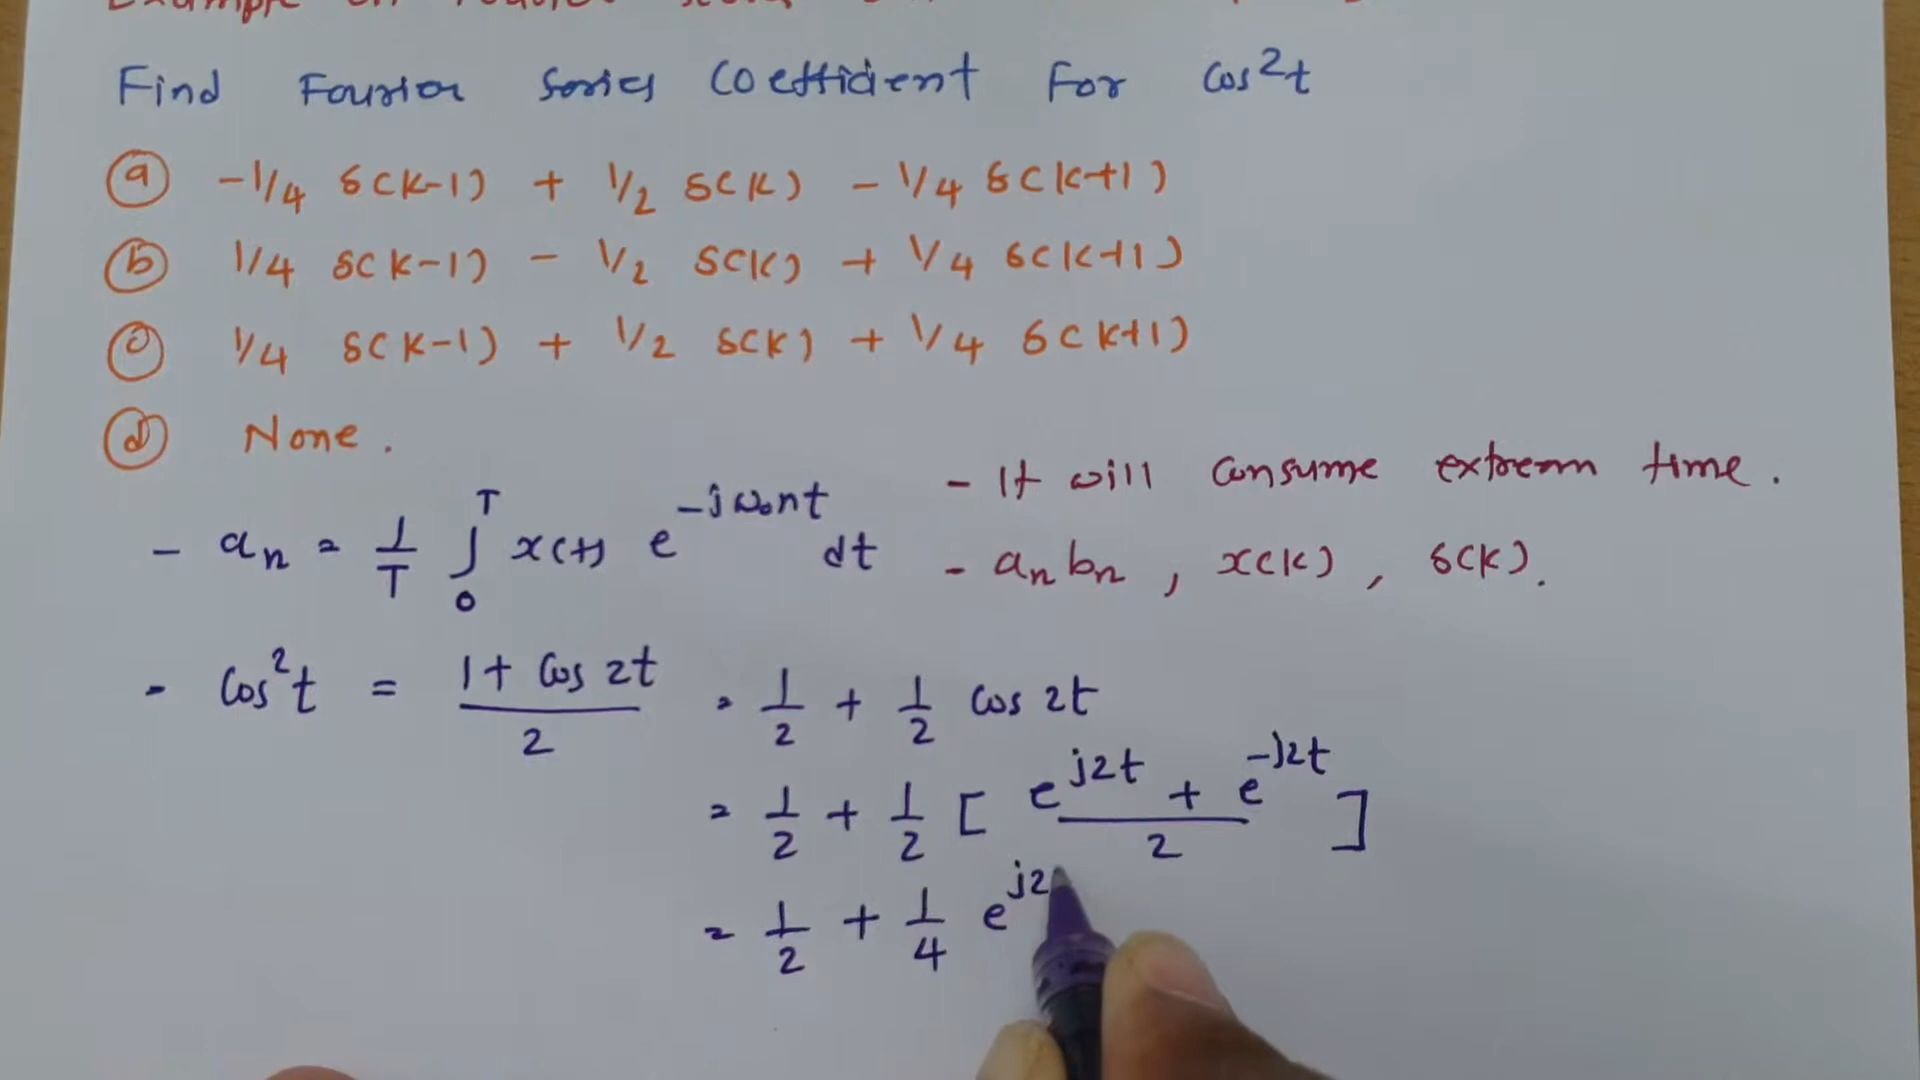 Find Fourier Series Coefficient For cos²t
(a) -1/4 δ(k-1) + 1/2 δ(k) - 1/4 δ(k+1)
(b) 1/4 δ(k-1) - 1/2 δ(k) + 1/4 δ(k+1)
(c) 1/4 δ(k-1) + 1/2 δ(k) + 1/4 δ(k+1)
(d) None.
- It will consume extreem time.
- aₙ = 1/T ∫₀ᵀ x(t) e^(-jω₀nt) dt
- aₙ bₙ, x(k), δ(k).
- Cos²t = (1 + Cos 2t)/2 = 1/2 + 1/2 Cos 2t
= 1/2 + 1/2 [ (e^(j2t) + e^(-j2t))/2 ]
= 1/2 + 1/4 e^(j2